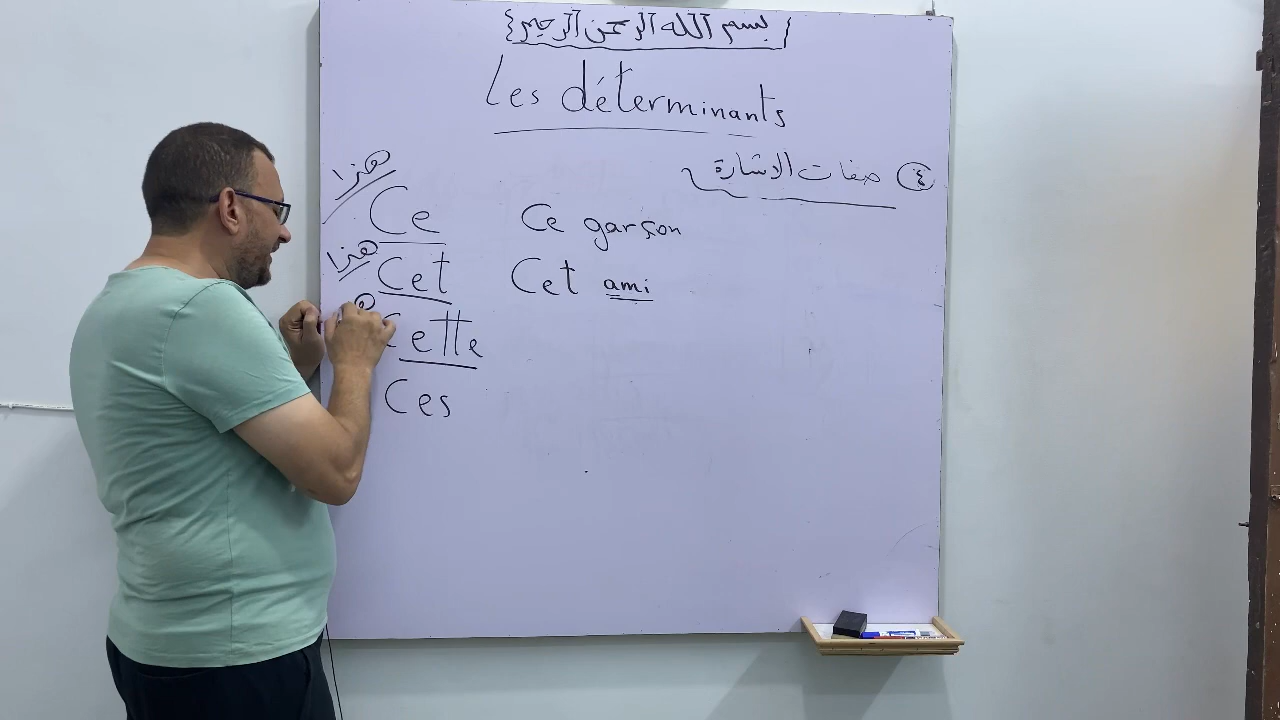 {بسم الله الرحمن الرحيم}
Les déterminants
٤ صفات الإشارة
هذا
Ce Ce garçon
هذا
Cet Cet ami
Cette
Ces